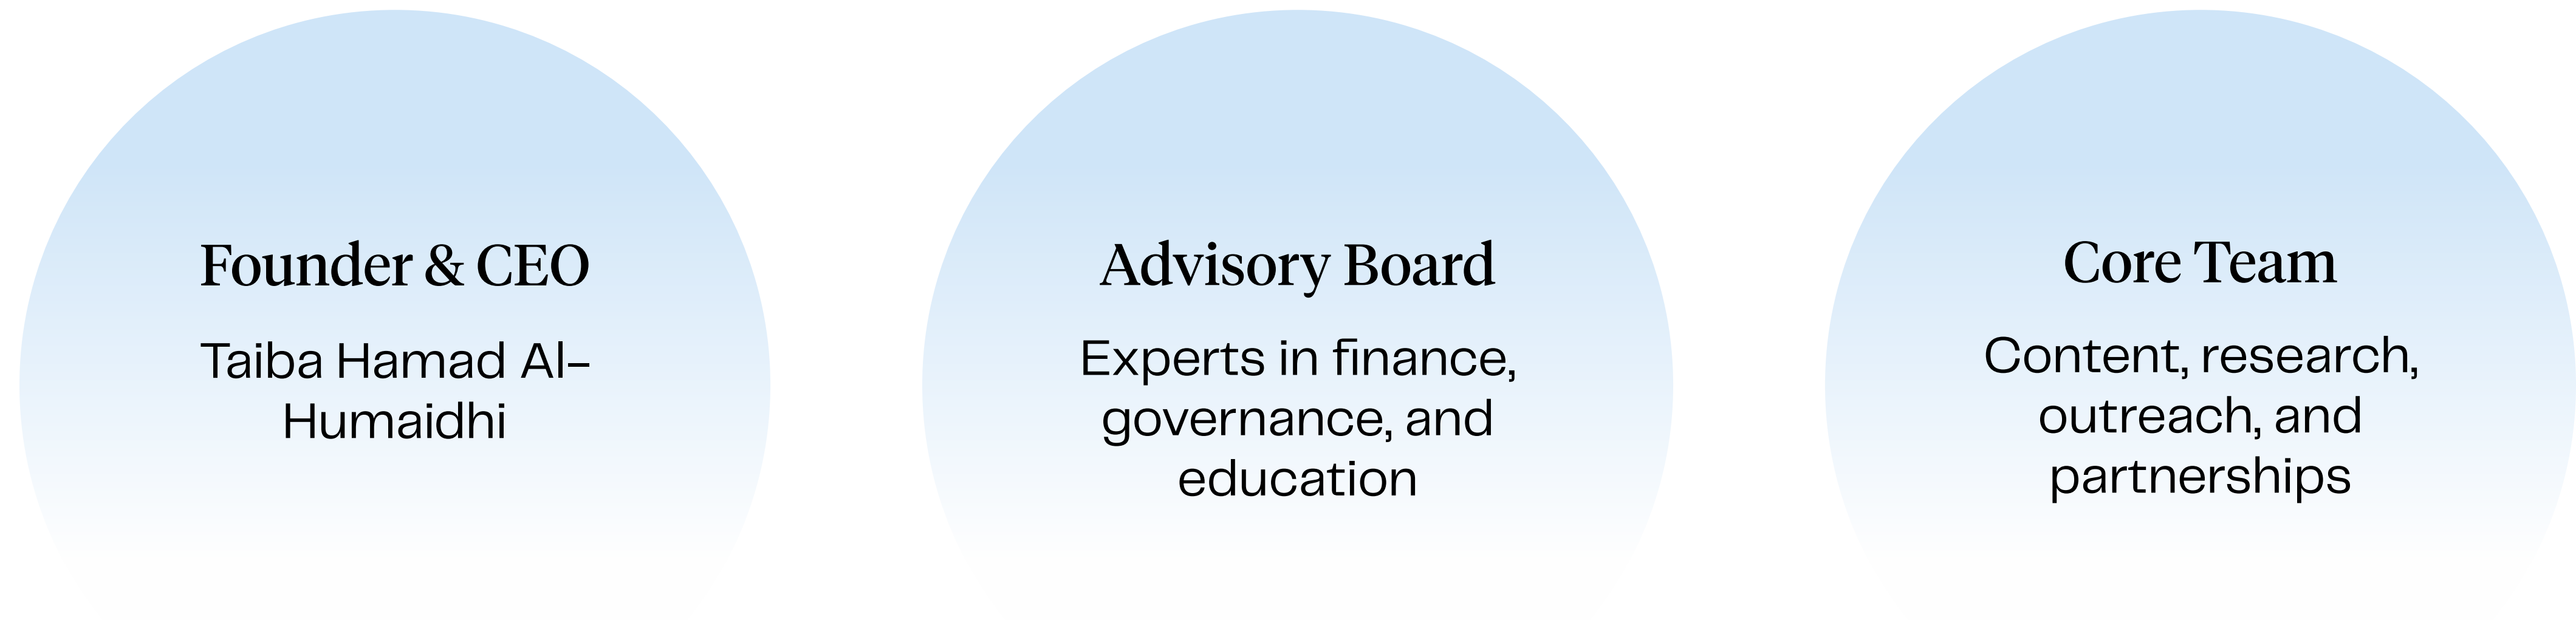 Founder & CEO
Taiba Hamad Al-
Humaidhi
Advisory Board
Experts in finance,
governance, and
education
Core Team
Content, research,
outreach, and
partnerships